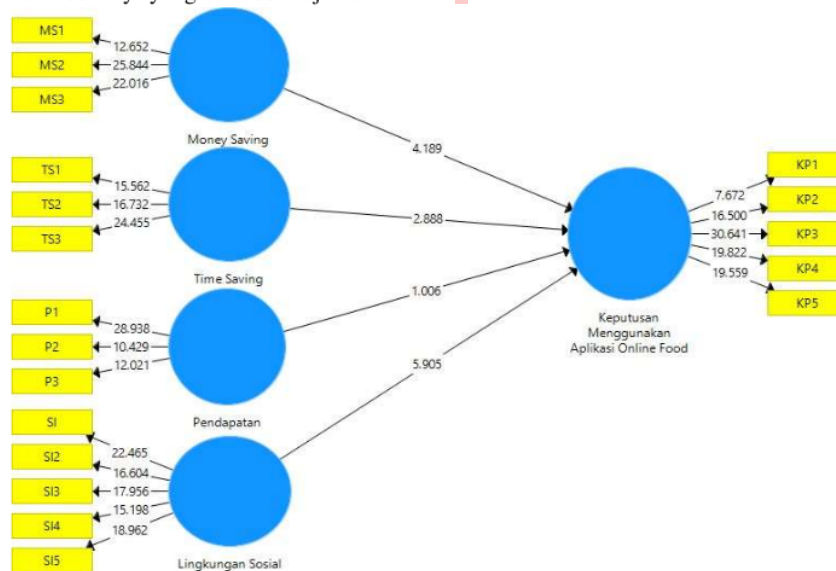 MS1
MS2
MS3
12.652
25.844
22.016
Money Saving
4.189
TS1
TS2
TS3
15.562
16.732
24.455
Time Saving
2.888
P1
P2
P3
28.938
10.429
12.021
Pendapatan
1.006
SI
SI2
SI3
SI4
SI5
22.465
16.604
17.956
15.198
18.962
Lingkungan Sosial
5.905
Keputusan
Menggunakan
Aplikasi Online Food
7.672
16.500
30.641
19.822
19.559
KP1
KP2
KP3
KP4
KP5